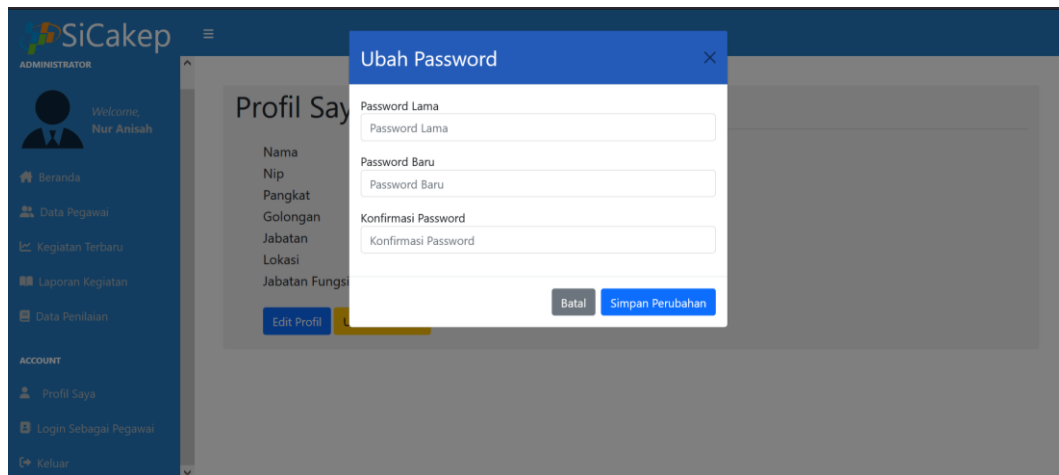 SiCakep
ADMINISTRATOR
Welcome,
Nur Anisah
Beranda
Data Pegawai
Kegiatan Terbaru
Laporan Kegiatan
Data Penilaian
ACCOUNT
Profil Saya
Login Sebagai Pegawai
Keluar
Profil Say
Nama
Nip
Pangkat
Golongan
Jabatan
Lokasi
Jabatan Fungsi
Edit Profil
Ubah Password
Password Lama
Password Lama
Password Baru
Password Baru
Konfirmasi Password
Konfirmasi Password
Batal
Simpan Perubahan